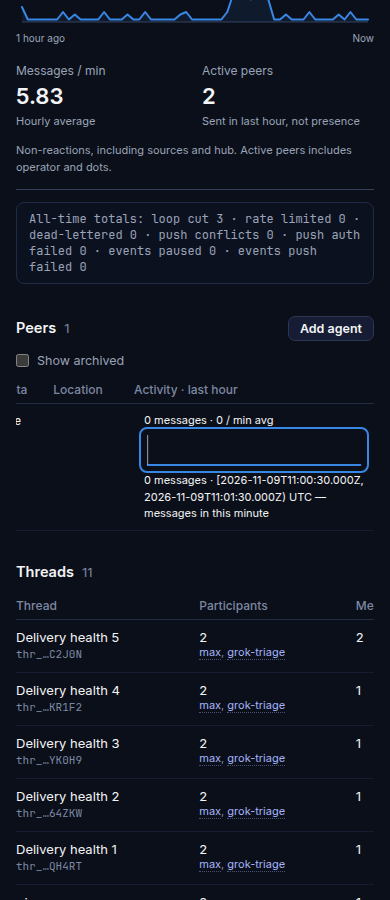 1 hour ago Now
Messages / min Active peers
5.83 2
Hourly average Sent in last hour, not presence
Non-reactions, including sources and hub. Active peers includes
operator and dots.
All-time totals: loop cut 3 · rate limited 0 ·
dead-lettered 0 · push conflicts 0 · push auth
failed 0 · events paused 0 · events push
failed 0
Peers 1 Add agent
Show archived
ta Location Activity · last hour
e 0 messages · 0 / min avg
0 messages · [2026-11-09T11:00:30.000Z,
2026-11-09T11:01:30.000Z) UTC —
messages in this minute
Threads 11
Thread Participants Me
Delivery health 5 2 2
thr_…C2J0N max, grok-triage
Delivery health 4 2 1
thr_…KR1F2 max, grok-triage
Delivery health 3 2 1
thr_…YK0H9 max, grok-triage
Delivery health 2 2 1
thr_…64ZKW max, grok-triage
Delivery health 1 2 1
thr_…QH4RT max, grok-triage